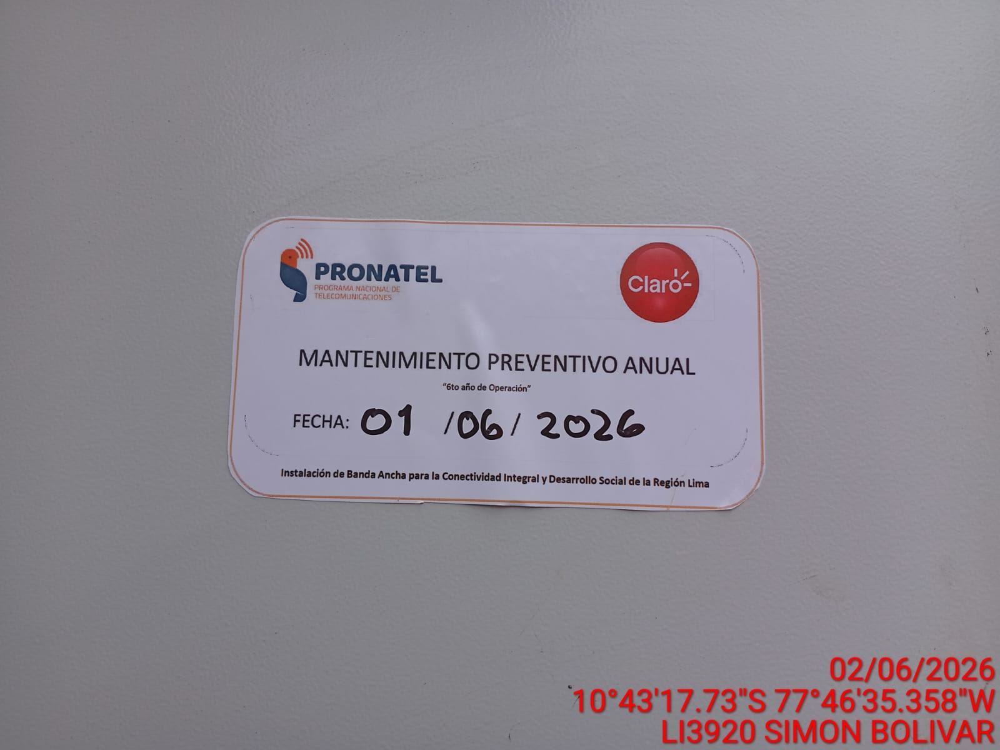 PRONATEL
PROGRAMA NACIONAL DE
TELECOMUNICACIONES
Claro
MANTENIMIENTO PREVENTIVO ANUAL
"6to año de Operación"
FECHA: 01 /06/ 2026
Instalación de Banda Ancha para la Conectividad Integral y Desarrollo Social de la Región Lima
02/06/2026
10°43'17.73"S 77°46'35.358"W
LI3920 SIMON BOLIVAR